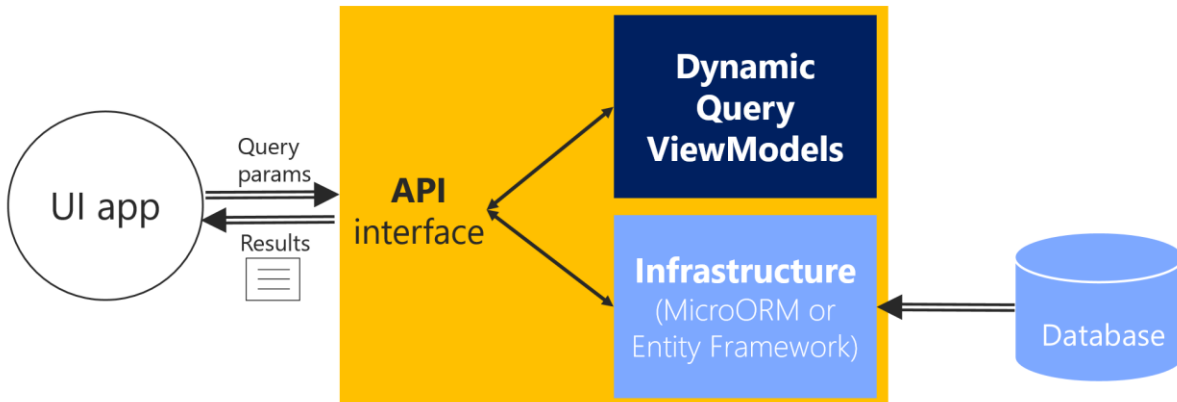 UI app
Query
params
Results
API
interface
Dynamic
Query
ViewModels
Infrastructure
(MicroORM or
Entity Framework)
Database